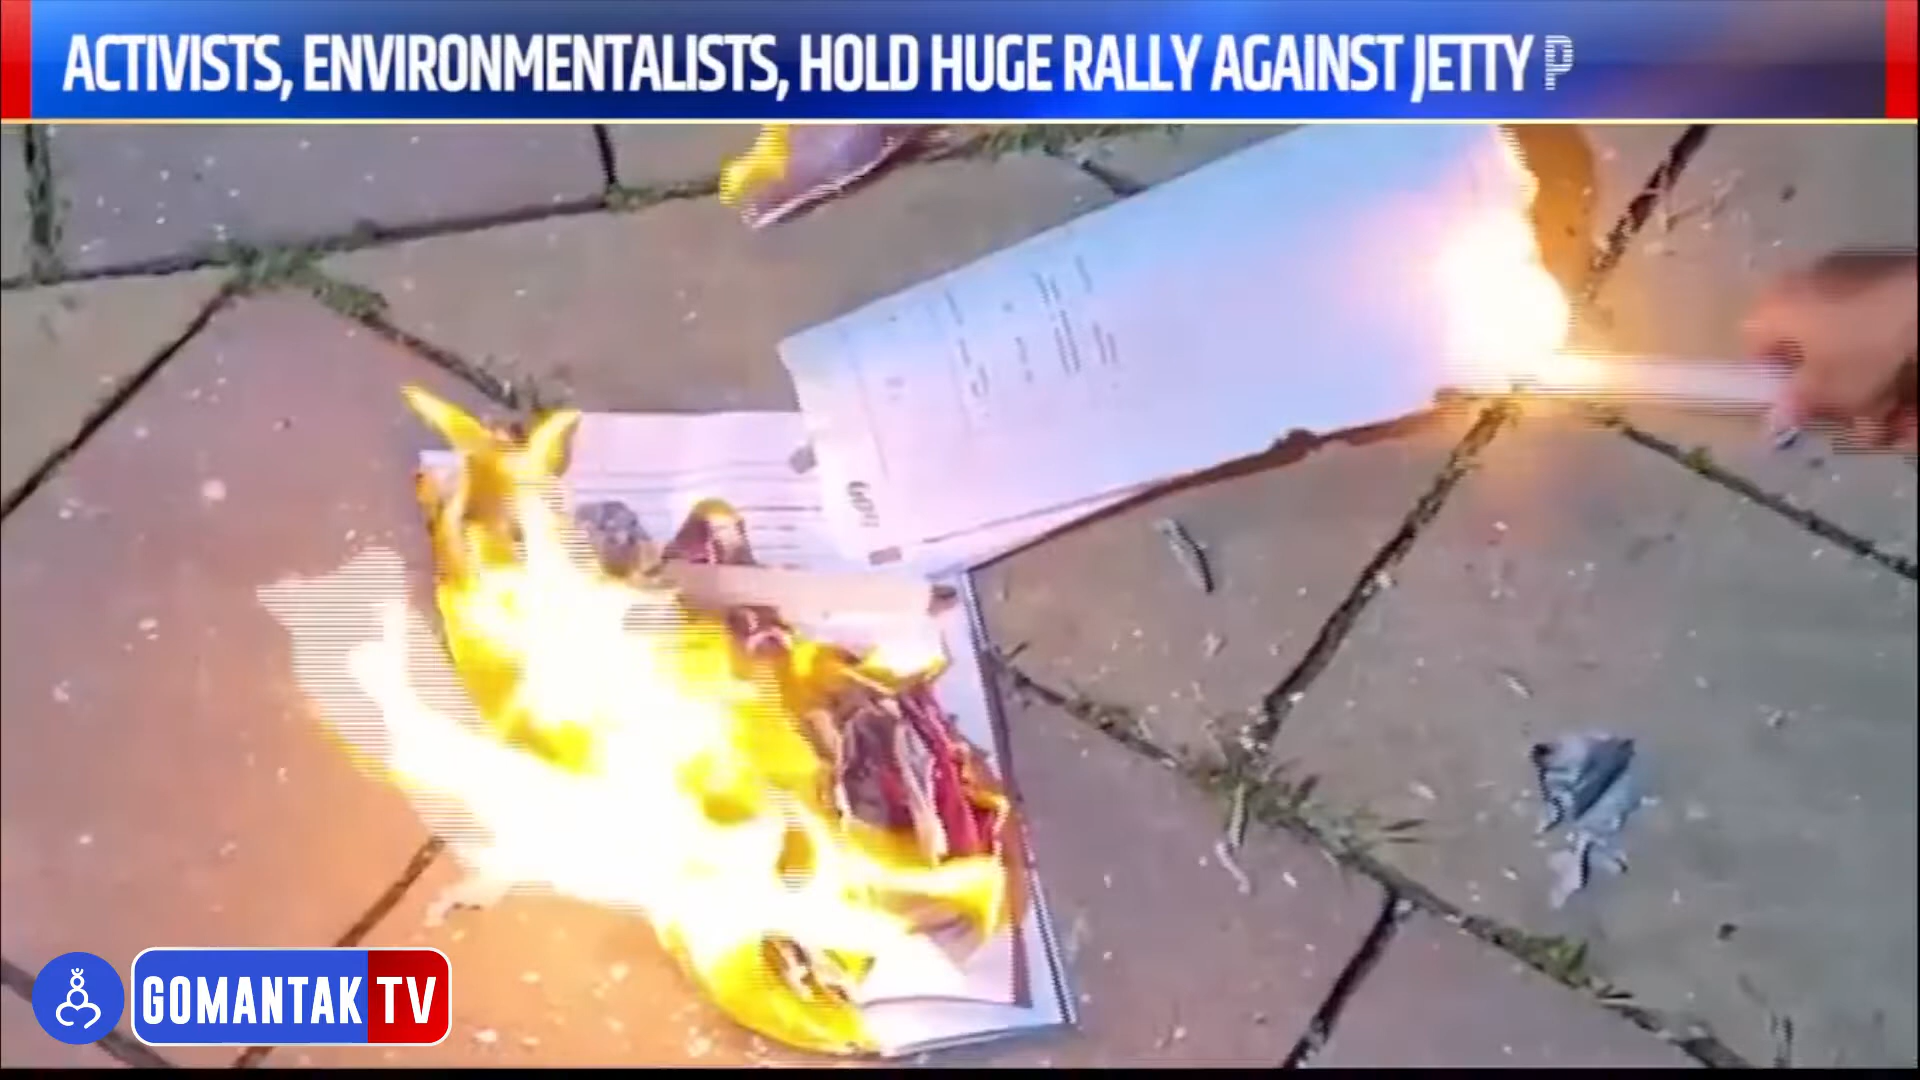 ACTIVISTS, ENVIRONMENTALISTS, HOLD HUGE RALLY AGAINST JETTY P
GOMANTAK TV